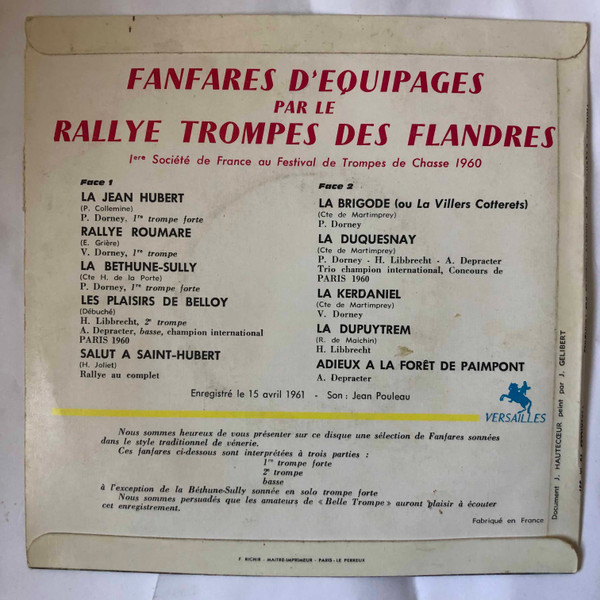 FANFARES D'EQUIPAGES
PAR LE
RALLYE TROMPES DES FLANDRES
1ere Société de France au Festival de Trompes de Chasse 1960
Face 1
LA JEAN HUBERT
(P. Collemine)
P. Dorney, 1re trompe forte
RALLYE ROUMARE
(E. Grière)
V. Dorney, 1re trompe
LA BETHUNE-SULLY
(Cte H. de la Porte)
P. Dorney, 1re trompe forte
LES PLAISIRS DE BELLOY
(Débuché)
H. Libbrecht, 2e trompe
A. Depracter, basse, champion international
PARIS 1960
SALUT A SAINT-HUBERT
(H. Joliet)
Rallye au complet
Face 2
LA BRIGODE (ou La Villers Cotterets)
(Cte de Martimprey)
P. Dorney
LA DUQUESNAY
(Cte de Martimprey)
P. Dorney - H. Libbrecht - A. Depracter
Trio champion international, Concours de
PARIS 1960
LA KERDANIEL
(Cte de Martimprey)
V. Dorney
LA DUPUYTREM
(R. de Maichin)
H. Libbrecht
ADIEUX A LA FORÊT DE PAIMPONT
A. Depracter
Enregistré le 15 avril 1961 - Son : Jean Pouleau
VERSAILLES
Nous sommes heureux de vous présenter sur ce disque une sélection de Fanfares sonnées
dans le style traditionnel de vénerie.
Ces fanfares ci-dessous sont interprétées à trois parties :
1re trompe forte
2e trompe
basse
à l'exception de la Béthune-Sully sonnée en solo trompe forte
Nous sommes persuadés que les amateurs de « Belle Trompe » auront plaisir à écouter
cet enregistrement.
Fabriqué en France
Document J. HAUTECŒUR peint par J. GELIBERT
F. RICHIR - MAITRE-IMPRIMEUR - PARIS - LE PERREUX